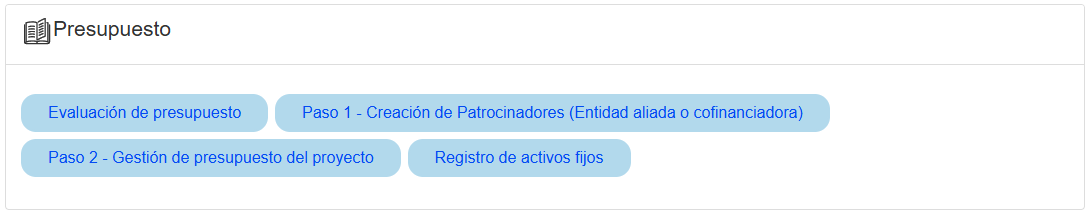 Presupuesto
Evaluación de presupuesto
Paso 1 - Creación de Patrocinadores (Entidad aliada o cofinanciadora)
Paso 2 - Gestión de presupuesto del proyecto
Registro de activos fijos